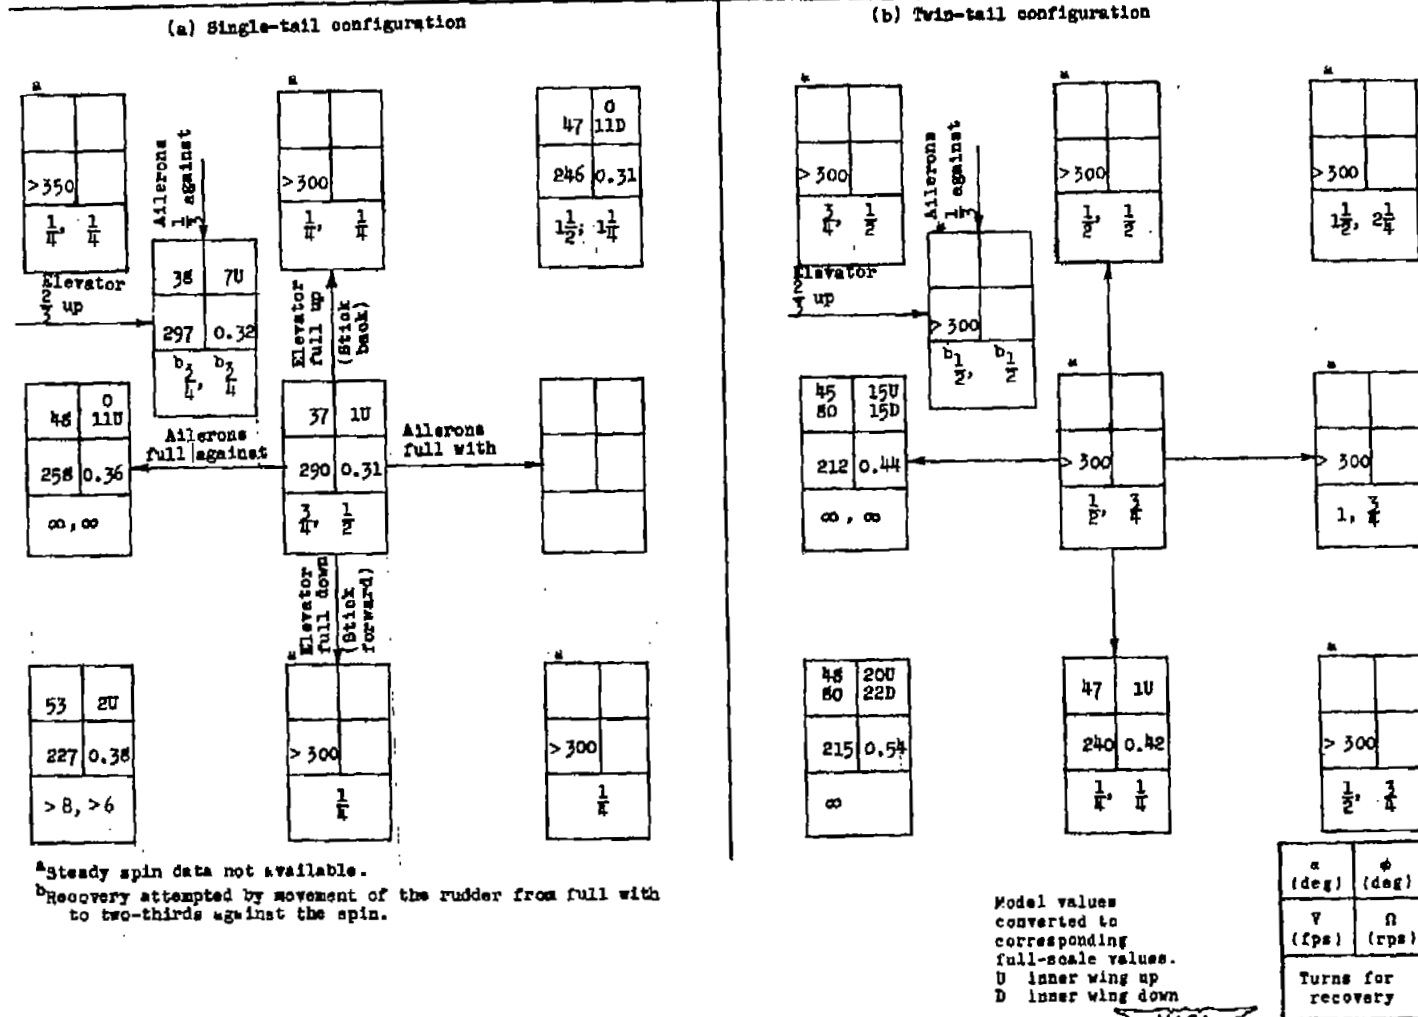 (a) Single-tail configuration
a
>350
1/4, 1/4
Ailerons
1/3 against
a
>300
1/4, 1/4
0
47 11D
246 0.31
1 1/2; 1 1/4
Elevator
2/3 up
38 7U
297 0.32
b3/4, b3/4
Elevator
full up
(Stick
back)
0
48 11U
258 0.36
∞, ∞
Ailerons
full against
37 1U
290 0.31
3/4, 1/2
Ailerons
full with
Elevator
full down
(Stick
forward)
53 2U
227 0.38
>8, >6
a
>300
1/4
a
>300
1/4
aSteady spin data not available.
bRecovery attempted by movement of the rudder from full with
to two-thirds against the spin.
(b) Twin-tail configuration
a
>300
3/4, 1/2
Ailerons
1/3 against
a
>300
1/2, 1/2
a
>300
1 1/2, 2 1/4
Elevator
2/3 up
a
>300
b1/2, b1/2
45 15U
80 15D
212 0.44
∞, ∞
a
>300
1/2, 3/4
a
>300
1, 3/4
48 20U
80 22D
215 0.54
∞
47 1U
240 0.42
1/4, 1/4
a
>300
1/2, 3/4
Model values
converted to
corresponding
full-scale values.
U inner wing up
D inner wing down
α (deg) φ (deg)
V (fps) Ω (rps)
Turns for
recovery